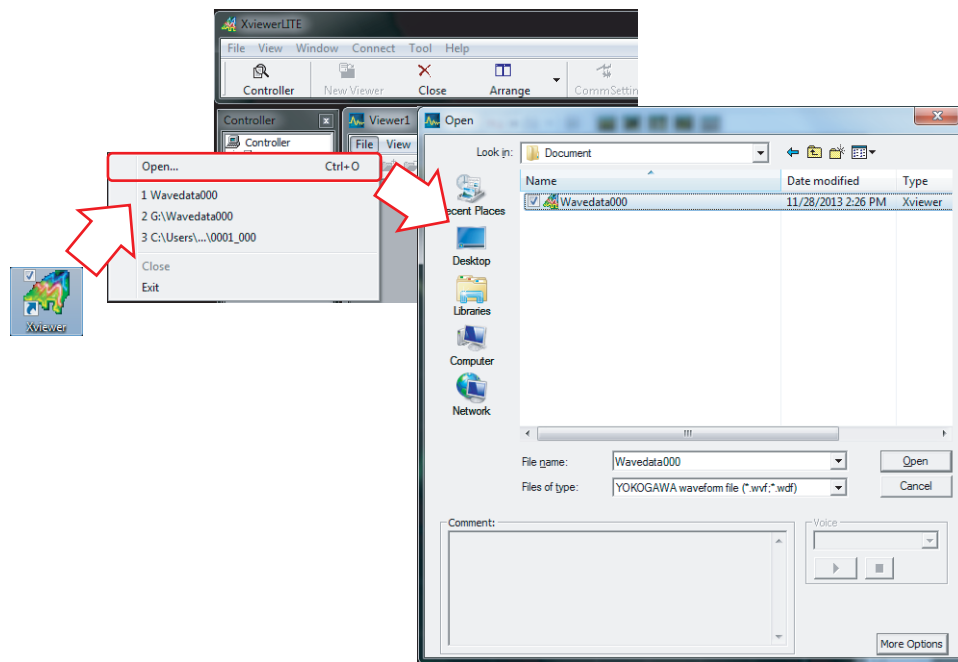 XviewerLITE
File View Window Connect Tool Help
Controller New Viewer Close Arrange CommSettin
Controller x Viewer1
Controller File View
Open... Ctrl+O
1 Wavedata000
2 G:\Wavedata000
3 C:\Users\...\0001_000
Close
Exit
Xviewer
Open
Look in: Document
Name Date modified Type
Wavedata000 11/28/2013 2:26 PM Xviewer
ecent Places
Desktop
Libraries
Computer
Network
File name: Wavedata000 Open
Files of type: YOKOGAWA waveform file (*.wvf;*.wdf) Cancel
Comment: Voice
More Options